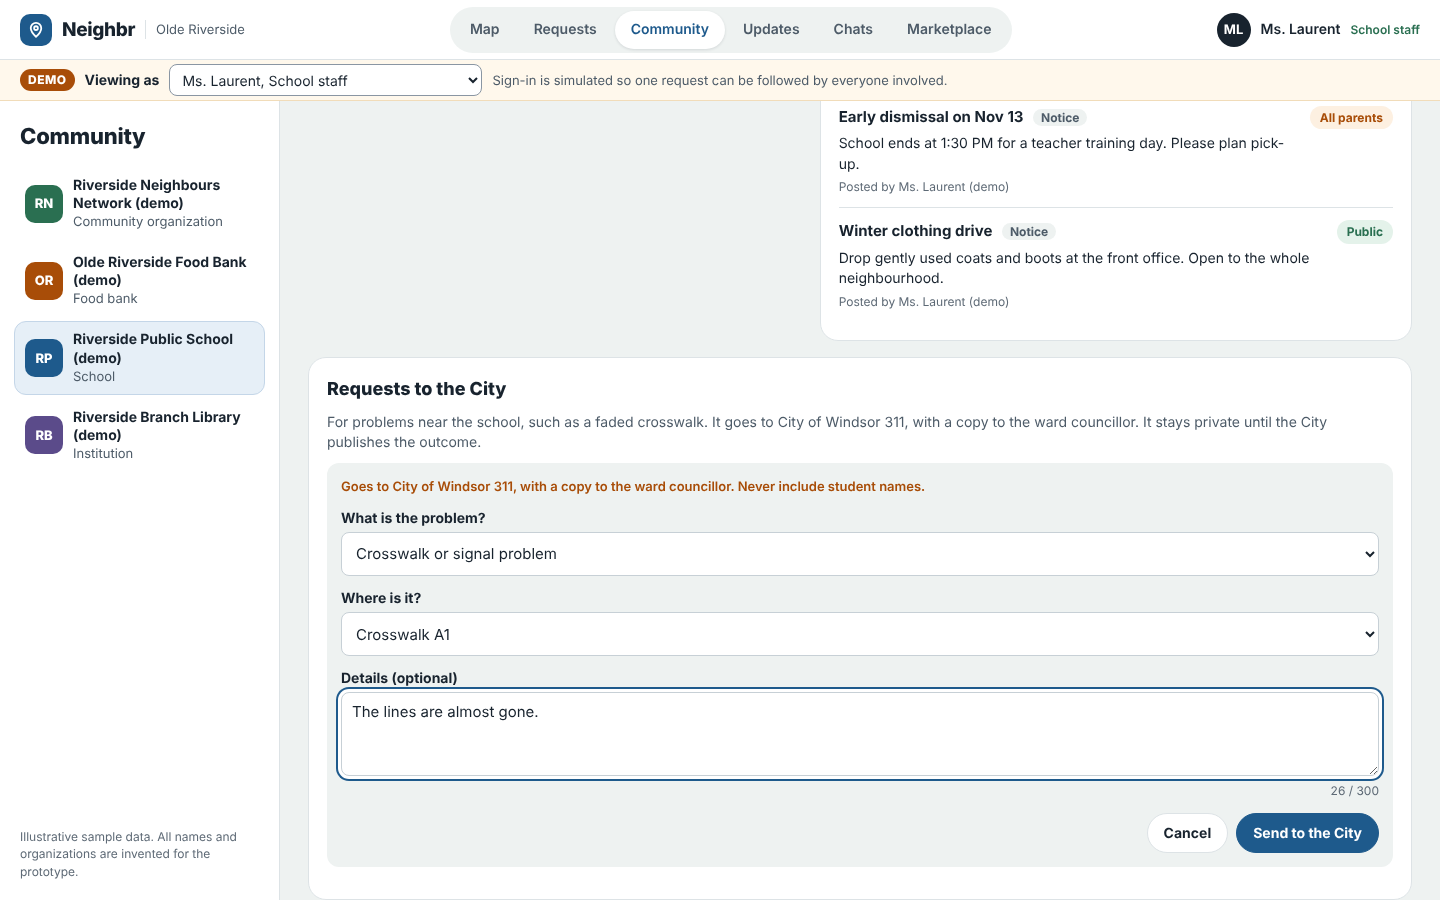 Neighbr
Olde Riverside
Map
Requests
Community
Updates
Chats
Marketplace
ML
Ms. Laurent
School staff
DEMO
Viewing as
Ms. Laurent, School staff
Sign-in is simulated so one request can be followed by everyone involved.
Community
RN
Riverside Neighbours
Network (demo)
Community organization
OR
Olde Riverside Food Bank
(demo)
Food bank
RP
Riverside Public School
(demo)
School
RB
Riverside Branch Library
(demo)
Institution
Illustrative sample data. All names and
organizations are invented for the
prototype.
Early dismissal on Nov 13
Notice
All parents
School ends at 1:30 PM for a teacher training day. Please plan pick-
up.
Posted by Ms. Laurent (demo)
Winter clothing drive
Notice
Public
Drop gently used coats and boots at the front office. Open to the whole
neighbourhood.
Posted by Ms. Laurent (demo)
Requests to the City
For problems near the school, such as a faded crosswalk. It goes to City of Windsor 311, with a copy to the ward councillor. It stays private until the City
publishes the outcome.
Goes to City of Windsor 311, with a copy to the ward councillor. Never include student names.
What is the problem?
Crosswalk or signal problem
Where is it?
Crosswalk A1
Details (optional)
The lines are almost gone.
26 / 300
Cancel
Send to the City